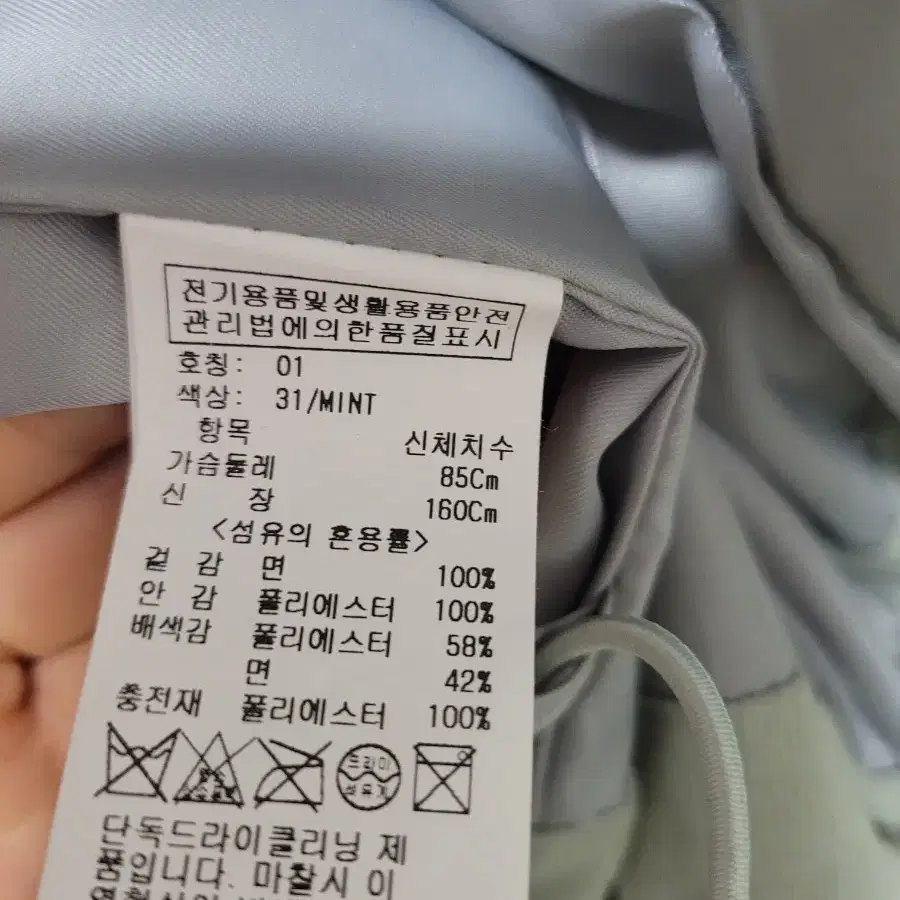 전기용품및생활용품안전
관리법에의한품질표시
호칭: 01
색상: 31/MINT
항목 신체치수
가슴둘레 85Cm
신 장 160Cm
<섬유의 혼용률>
겉 감 면 100%
안 감 폴리에스터 100%
배색감 폴리에스터 58%
면 42%
충전재 폴리에스터 100%
드라이
단독드라이클리닝 제
품입니다. 마찰시 이